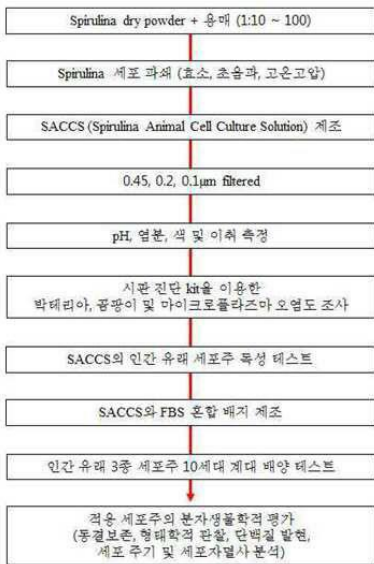 Spirulina dry powder + 용매 (1:10 ~ 100)
Spirulina 세포 파쇄 (효소, 초음파, 고온고압)
SACCS (Spirulina Animal Cell Culture Solution) 제조
0.45, 0.2, 0.1μm filtered
pH, 염분, 색 및 이취 측정
시판 진단 kit을 이용한
박테리아, 곰팡이 및 마이크로플라즈마 오염도 조사
SACCS의 인간 유래 세포주 독성 테스트
SACCS와 FBS 혼합 배지 제조
인간 유래 3종 세포주 10세대 계대 배양 테스트
적용 세포주의 분자생물학적 평가
(동결보존, 형태학적 관찰, 단백질 발현,
세포 주기 및 세포자멸사 분석)